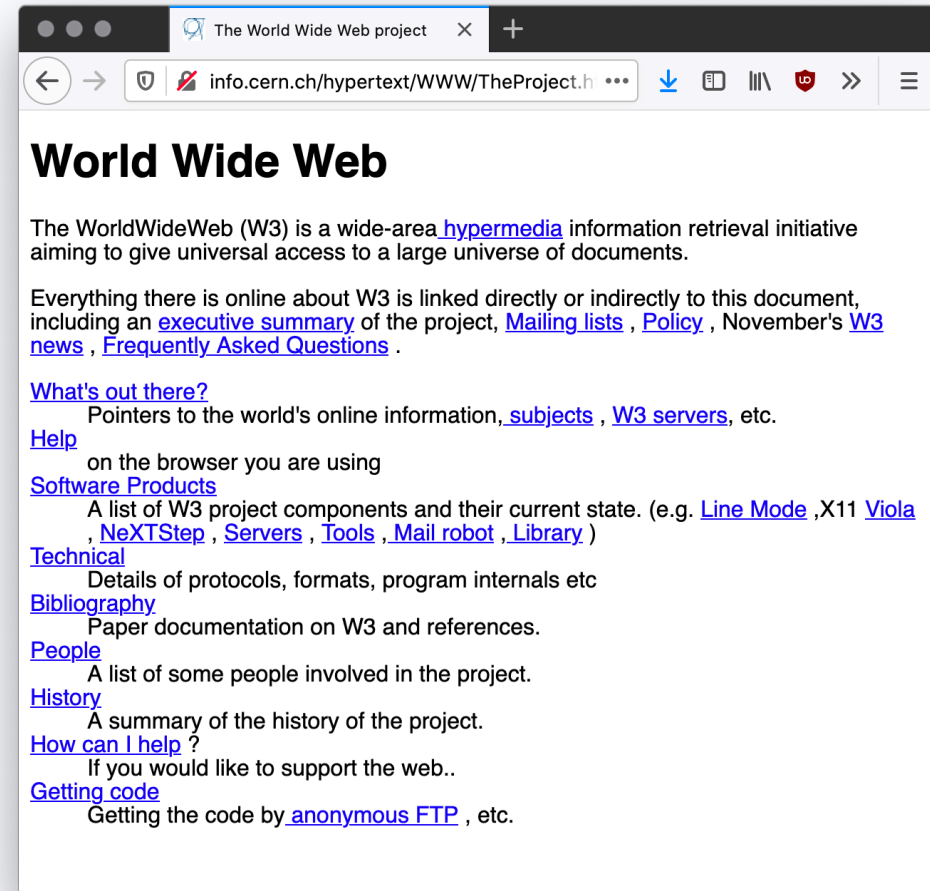 The World Wide Web project
info.cern.ch/hypertext/WWW/TheProject.h
World Wide Web
The WorldWideWeb (W3) is a wide-area hypermedia information retrieval initiative
aiming to give universal access to a large universe of documents.
Everything there is online about W3 is linked directly or indirectly to this document,
including an executive summary of the project, Mailing lists , Policy , November's W3
news , Frequently Asked Questions .
What's out there?
Pointers to the world's online information, subjects , W3 servers, etc.
Help
on the browser you are using
Software Products
A list of W3 project components and their current state. (e.g. Line Mode ,X11 Viola
, NeXTStep , Servers , Tools , Mail robot , Library )
Technical
Details of protocols, formats, program internals etc
Bibliography
Paper documentation on W3 and references.
People
A list of some people involved in the project.
History
A summary of the history of the project.
How can I help ?
If you would like to support the web..
Getting code
Getting the code by anonymous FTP , etc.